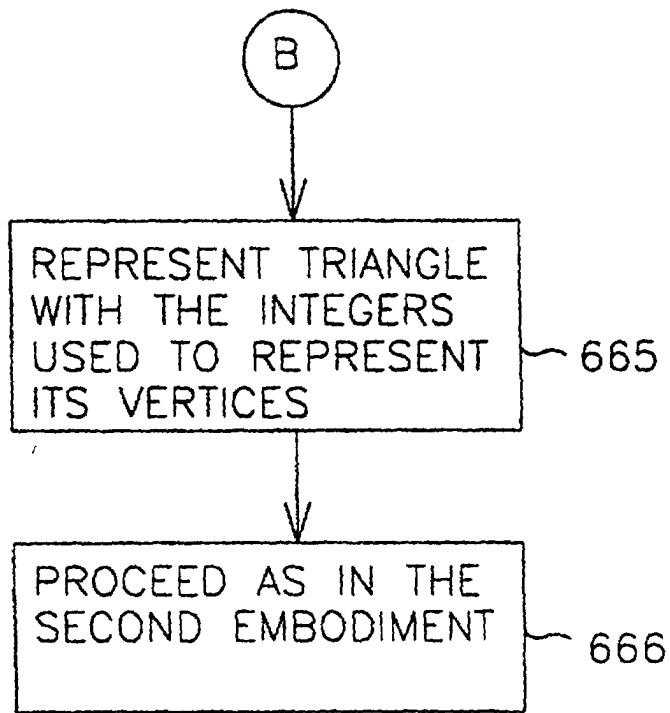 B
REPRESENT TRIANGLE
WITH THE INTEGERS
USED TO REPRESENT
ITS VERTICES
665
PROCEED AS IN THE
SECOND EMBODIMENT
666